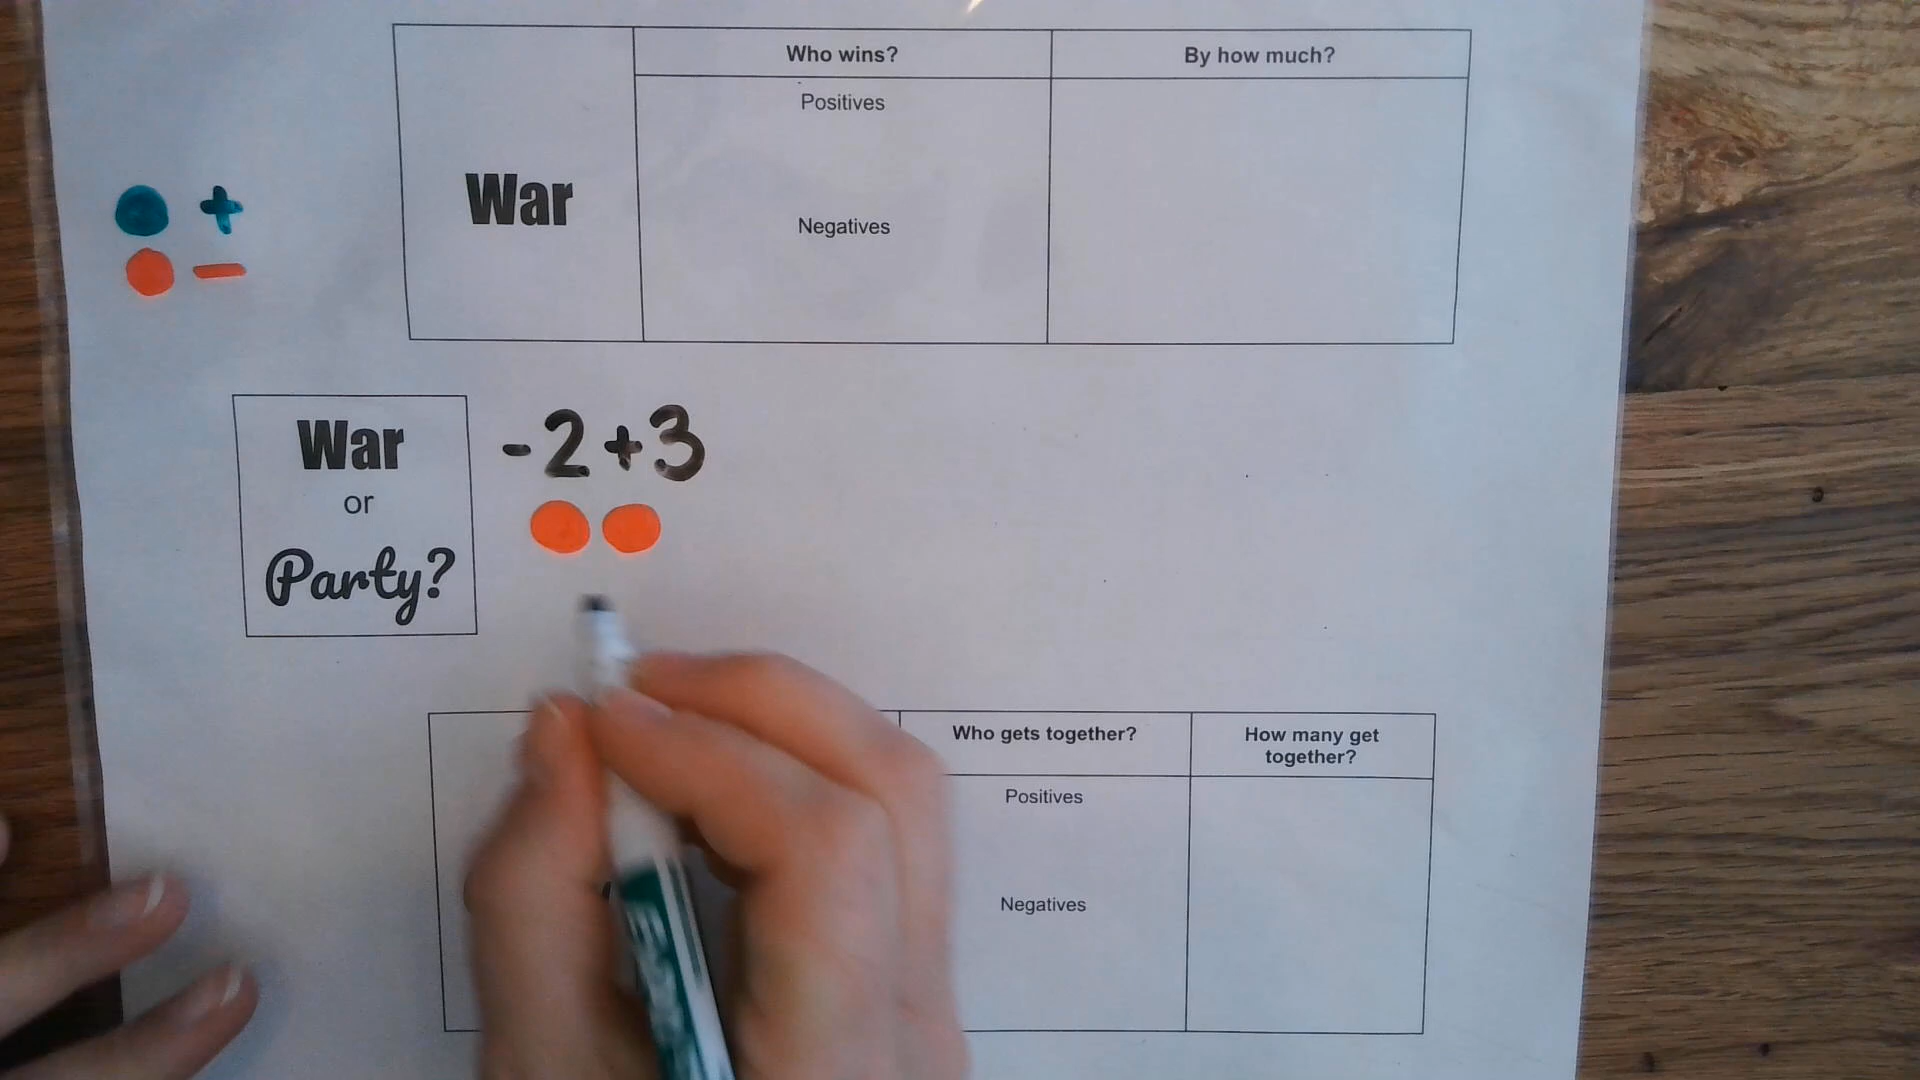 Who wins?
By how much?
War
Positives
Negatives
+
-
War
or
Party?
-2+3
Who gets together?
How many get
together?
Positives
Negatives